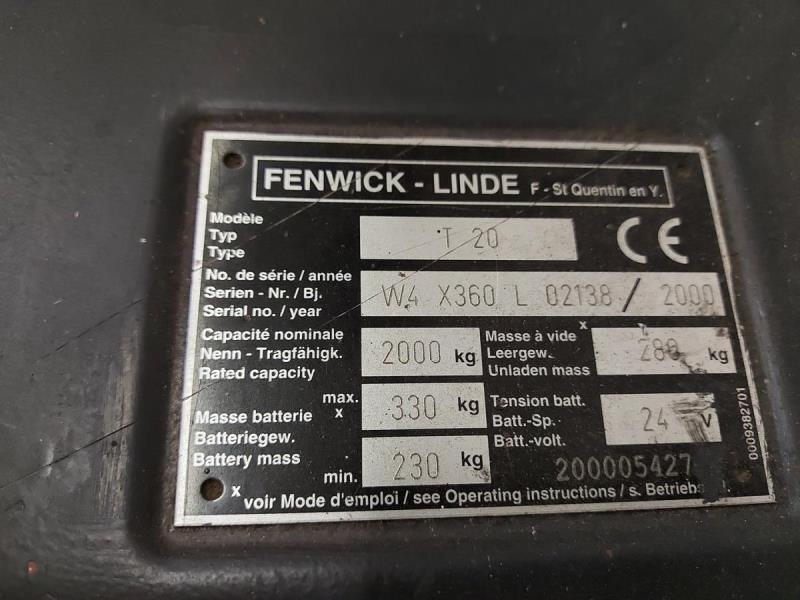 FENWICK - LINDE F - St Quentin en Y.
Modèle
Typ
Type
T 20
CE
No. de série / année
Serien - Nr. / Bj.
Serial no. / year
W4 X360 L 02138 / 2000
Capacité nominale
Nenn - Tragfähigk.
Rated capacity
2000 kg
Masse à vide x
Leergew.
Unladen mass
280 kg
Masse batterie x
Batteriegew.
Battery mass
max.
330 kg
min.
230 kg
Tension batt.
Batt.-Sp.
Batt.-volt.
24 V
200005427
0009382701
x voir Mode d'emploi / see Operating instructions / s. Betriebs